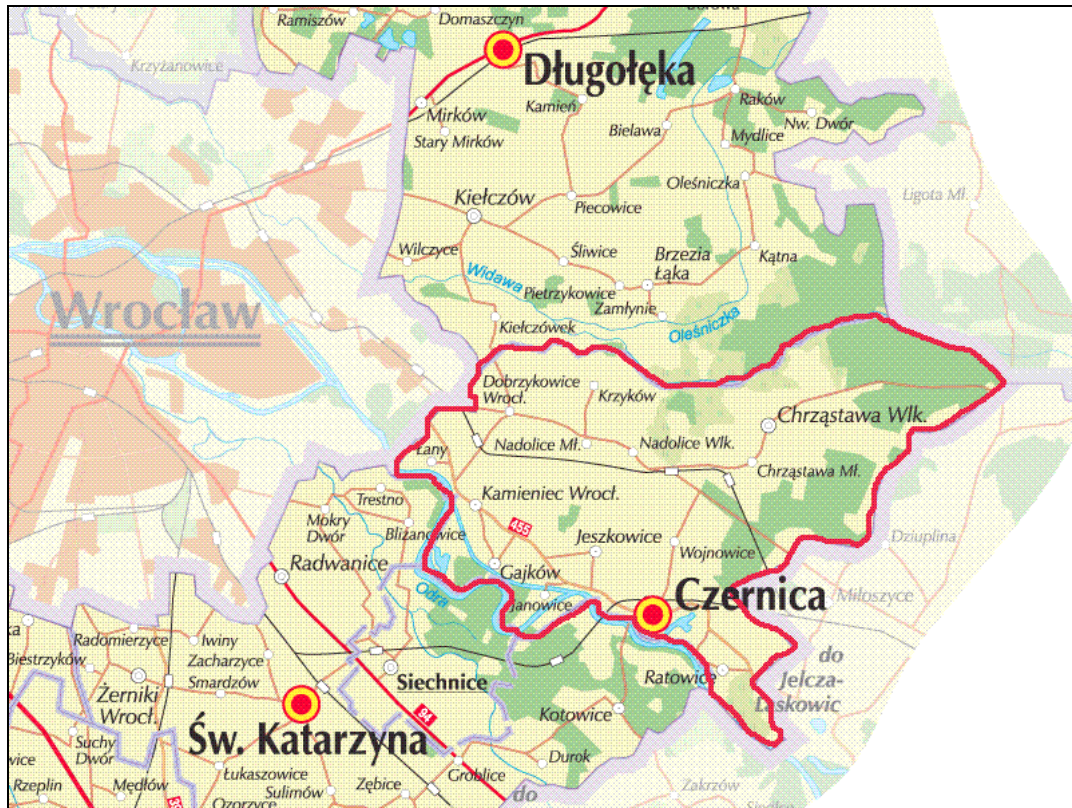 Ramiszów
Domaszczyn
Krzyżanowice
Długołęka
Mirków
Stary Mirków
Kamień
Bielawa
Raków
Nw. Dwór
Mydlice
Oleśniczka
Ligota Mł.
Kiełczów
Piecowice
Wilczyce
Śliwice
Brzezia
Łąka
Kątna
Widawa
Pietrzykowice
Zamłynie
Wrocław
Kiełczówek
Oleśniczka
Dobrzykowice
Wrocł.
Krzyków
Chrząstawa Wlk.
Nadolice Mł.
Nadolice Wlk.
Łany
Chrząstawa Mł.
Trestno
Kamieniec Wrocł.
Mokry
Dwór
Bliżanowice
455
Jeszkowice
Wojnowice
Dziuplina
Radwanice
Gajków
Odra
Janowice
Czernica
Miłoszyce
Radomierzyce
Iwiny
Biestrzyków
Zacharzyce
Siechnice
Ratowice
do
Jelcza-
Laskowic
Żerniki
Wrocł.
Smardzów
Kotowice
94
Św. Katarzyna
Suchy
Dwór
Durok
Groblice
Łukaszowice
Zębice
Rzeplin
Mędłów
Sulimów
Ozorzyce
do
Zakrzów